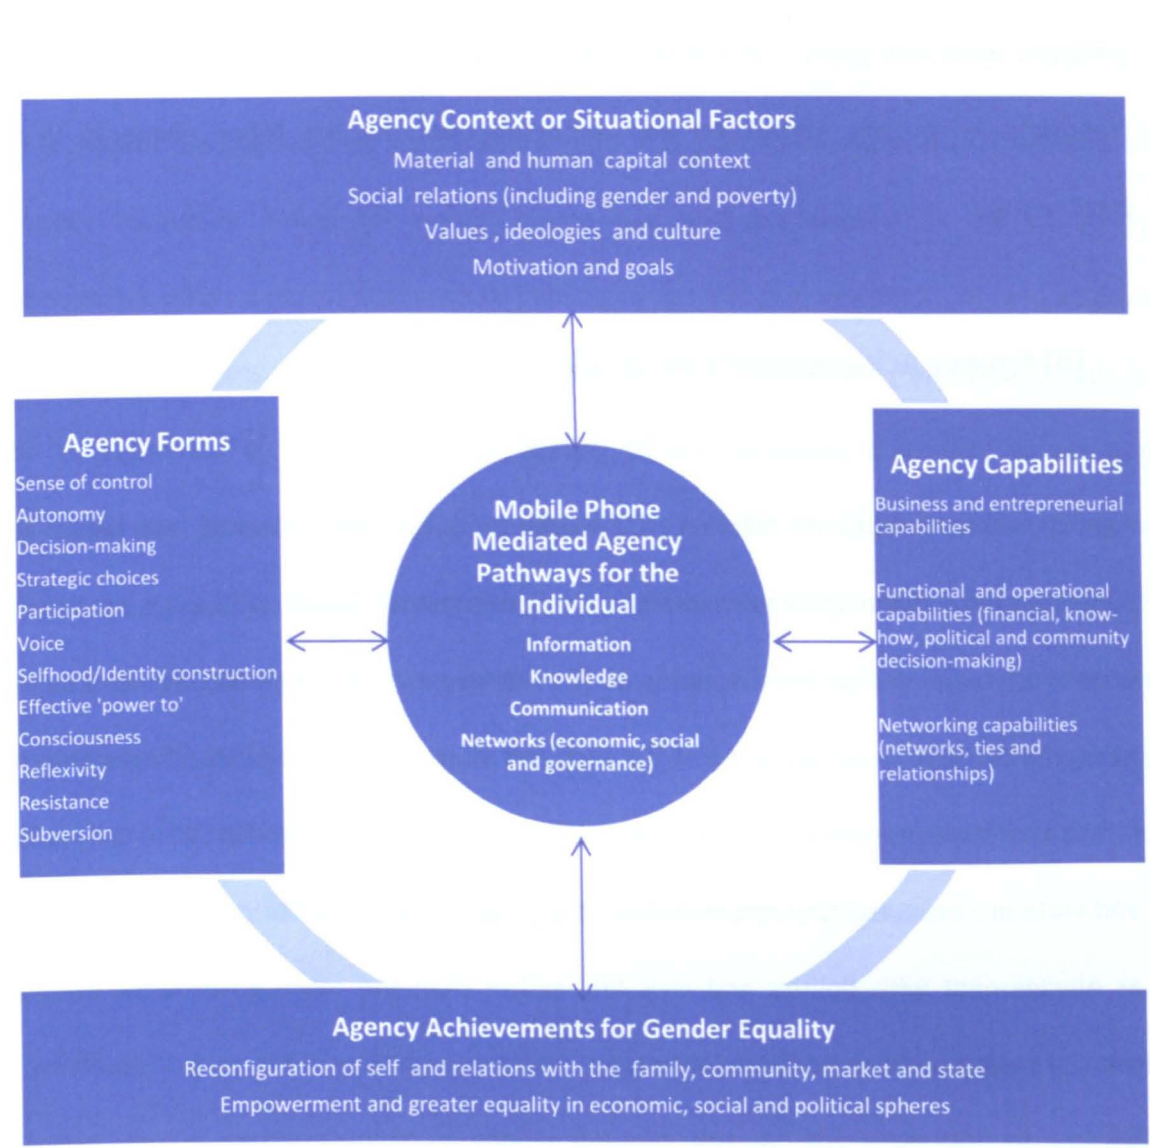 Agency Context or Situational Factors
Material and human capital context
Social relations (including gender and poverty)
Values , ideologies and culture
Motivation and goals
Agency Forms
Sense of control
Autonomy
Decision-making
Strategic choices
Participation
Voice
Selfhood/Identity construction
Effective 'power to'
Consciousness
Reflexivity
Resistance
Subversion
Mobile Phone
Mediated Agency
Pathways for the
Individual
Information
Knowledge
Communication
Networks (economic, social
and governance)
Agency Capabilities
Business and entrepreneurial
capabilities
Functional and operational
capabilities (financial, know-
how, political and community
decision-making)
Networking capabilities
(networks, ties and
relationships)
Agency Achievements for Gender Equality
Reconfiguration of self and relations with the family, community, market and state
Empowerment and greater equality in economic, social and political spheres